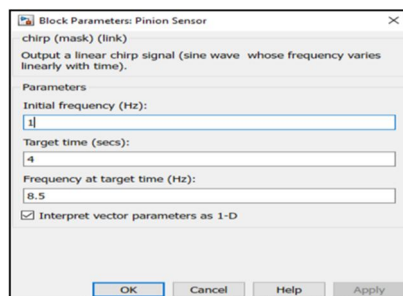 Block Parameters: Pinion Sensor
chirp (mask) (link)
Output a linear chirp signal (sine wave whose frequency varies
linearly with time).
Parameters
Initial frequency (Hz):
1
Target time (secs):
4
Frequency at target time (Hz):
8.5
Interpret vector parameters as 1-D
OK Cancel Help Apply